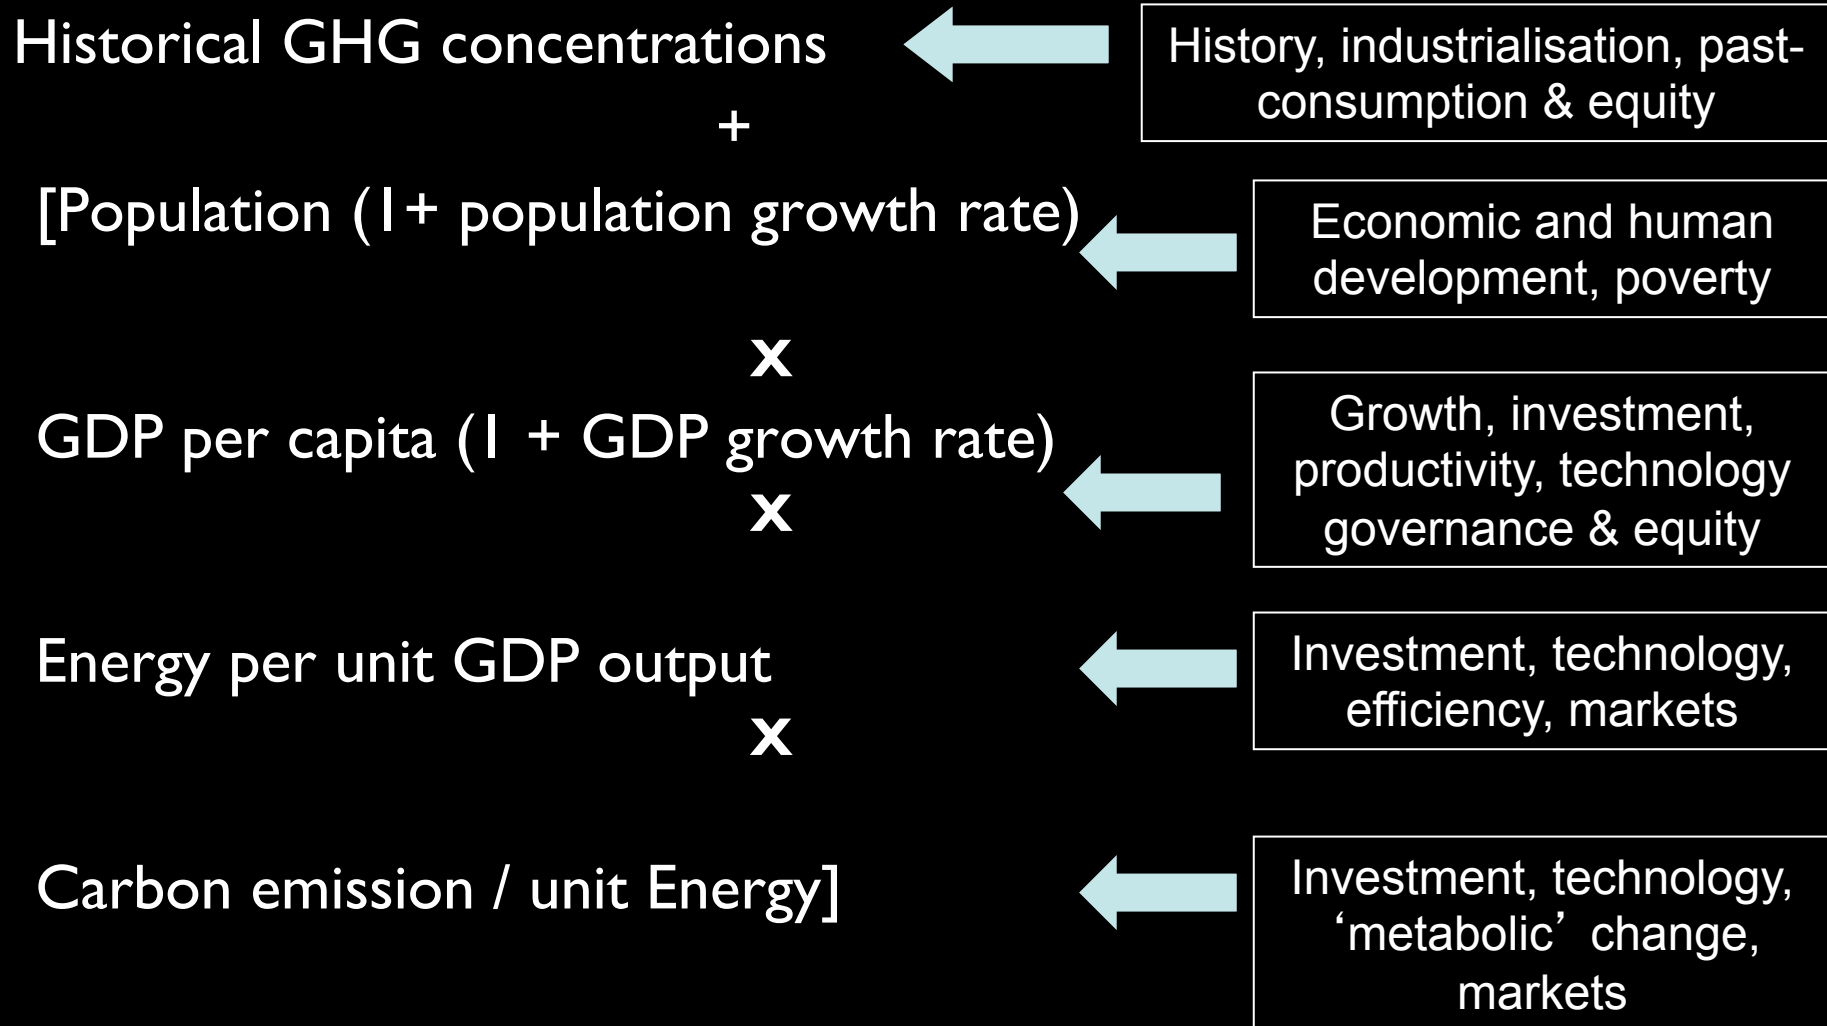 Historical GHG concentrations
History, industrialisation, past-
consumption & equity
+
[Population (1+ population growth rate)
Economic and human
development, poverty
x
GDP per capita (1 + GDP growth rate)
Growth, investment,
productivity, technology
governance & equity
x
Energy per unit GDP output
Investment, technology,
efficiency, markets
x
Carbon emission / unit Energy]
Investment, technology,
‘metabolic’ change,
markets